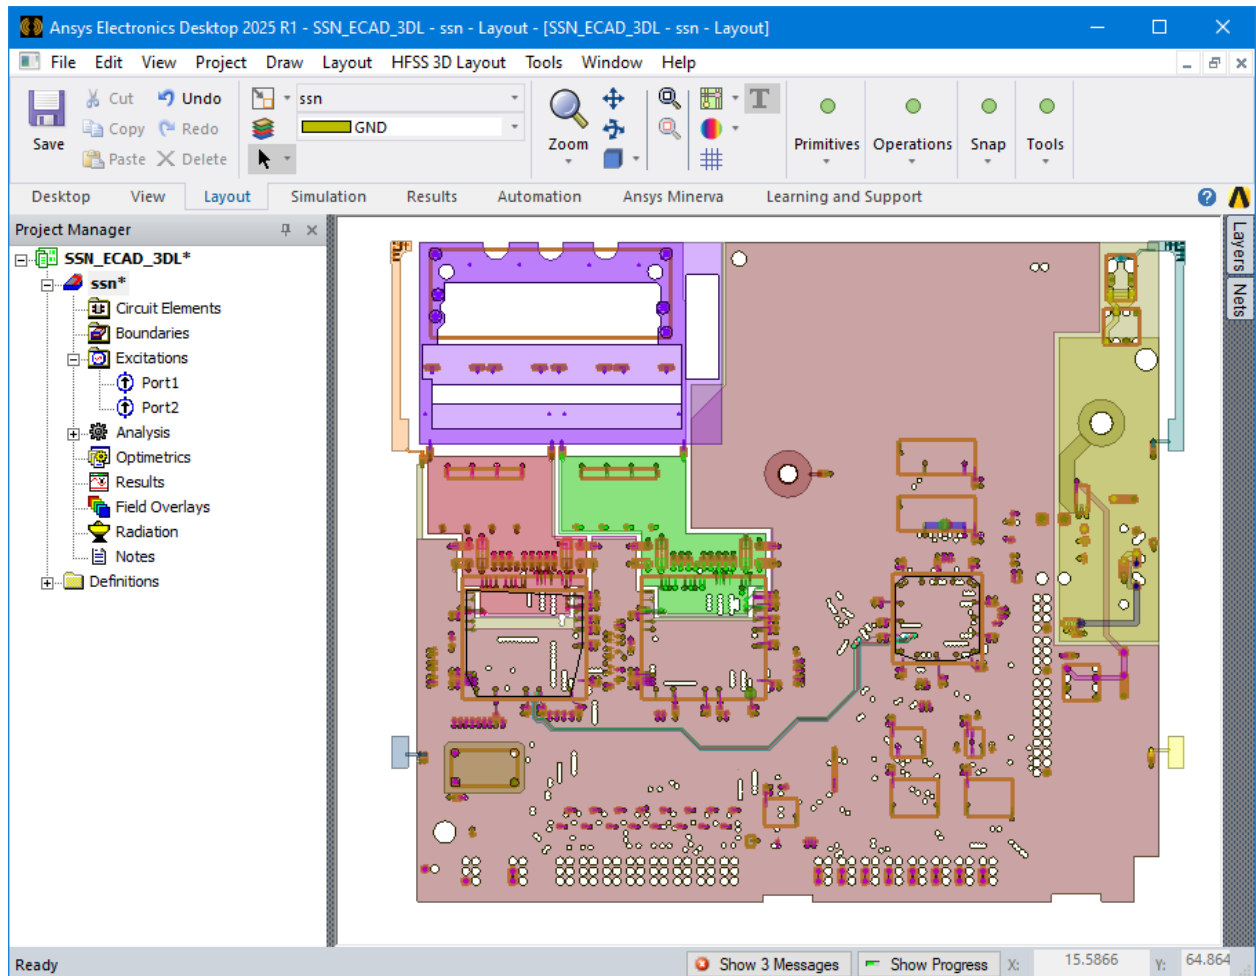 Ansys Electronics Desktop 2025 R1 - SSN_ECAD_3DL - ssn - Layout - [SSN_ECAD_3DL - ssn - Layout]
File Edit View Project Draw Layout HFSS 3D Layout Tools Window Help
Save
Cut Undo
Copy Redo
Paste Delete
ssn
GND
Zoom
T
Primitives Operations Snap Tools
Desktop View Layout Simulation Results Automation Ansys Minerva Learning and Support
Project Manager
SSN_ECAD_3DL*
ssn*
Circuit Elements
Boundaries
Excitations
Port1
Port2
Analysis
Optimetrics
Results
Field Overlays
Radiation
Notes
Definitions
Layers
Nets
Ready
Show 3 Messages Show Progress X: 15.5866 Y: 64.864